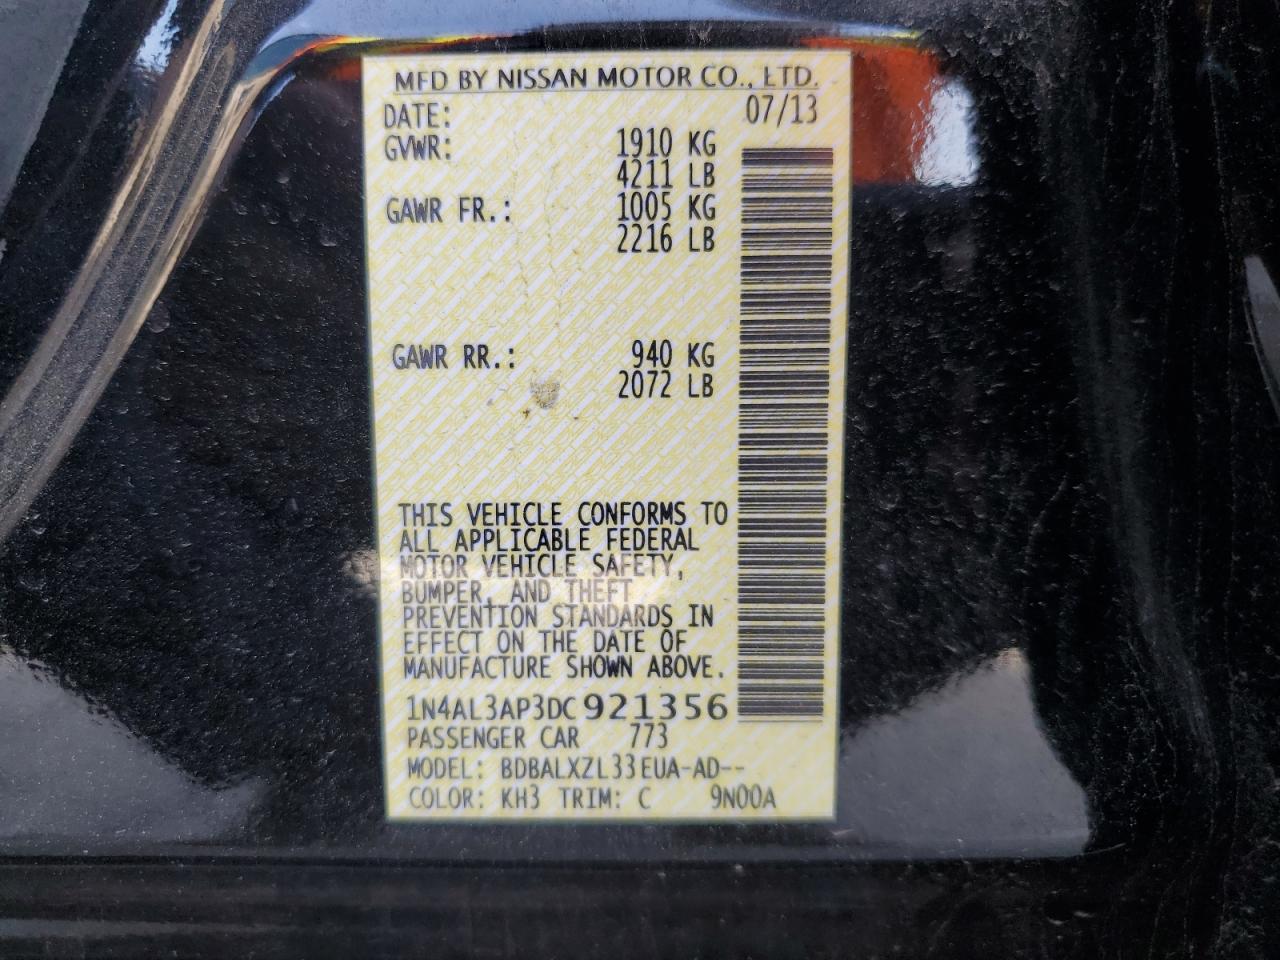 MFD BY NISSAN MOTOR CO., LTD.
DATE: 07/13
GVWR: 1910 KG
4211 LB
GAWR FR.: 1005 KG
2216 LB
GAWR RR.: 940 KG
2072 LB
THIS VEHICLE CONFORMS TO
ALL APPLICABLE FEDERAL
MOTOR VEHICLE SAFETY,
BUMPER, AND THEFT
PREVENTION STANDARDS IN
EFFECT ON THE DATE OF
MANUFACTURE SHOWN ABOVE.
1N4AL3AP3DC921356
PASSENGER CAR 773
MODEL: BDBALXZL33EUA-AD--
COLOR: KH3 TRIM: C 9N00A